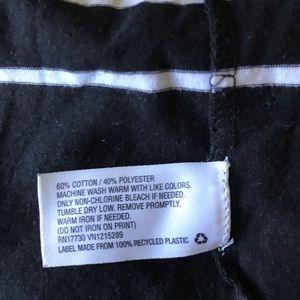 60% COTTON / 40% POLYESTER
MACHINE WASH WARM WITH LIKE COLORS.
ONLY NON-CHLORINE BLEACH IF NEEDED.
TUMBLE DRY LOW. REMOVE PROMPTLY.
WARM IRON IF NEEDED.
(DO NOT IRON ON PRINT)
RN17730 VN1215289
LABEL MADE FROM 100% RECYCLED PLASTIC